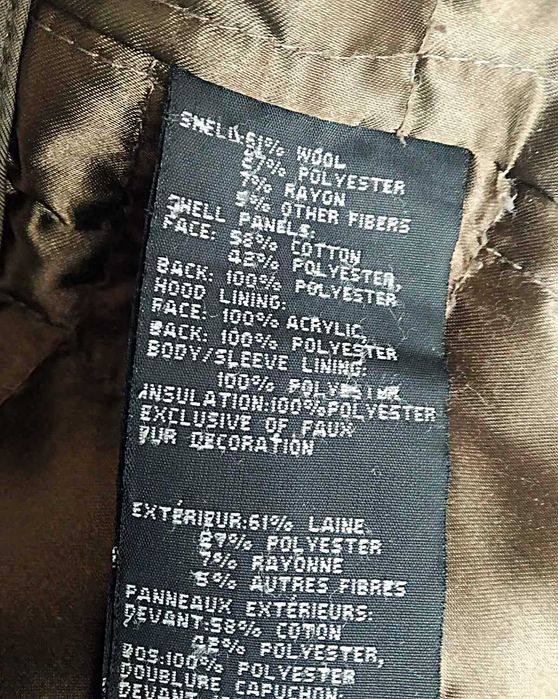 SHELL:61% WOOL
27% POLYESTER
7% RAYON
5% OTHER FIBERS
SHELL PANELS:
FACE: 58% COTTON
42% POLYESTER,
BACK: 100% POLYESTER
HOOD LINING:
FACE: 100% ACRYLIC,
BACK: 100% POLYESTER
BODY/SLEEVE LINING:
100% POLYESTER
INSULATION:100%POLYESTER
EXCLUSIVE OF FAUX
FUR DECORATION
EXTÉRIEUR:61% LAINE
27% POLYESTER
7% RAYONNE
5% AUTRES FIBRES
PANNEAUX EXTÉRIEURS:
DEVANT:58% COTON
42% POLYESTER,
DOS:100% POLYESTER
DOUBLURE CAPUCHON
DEVANT